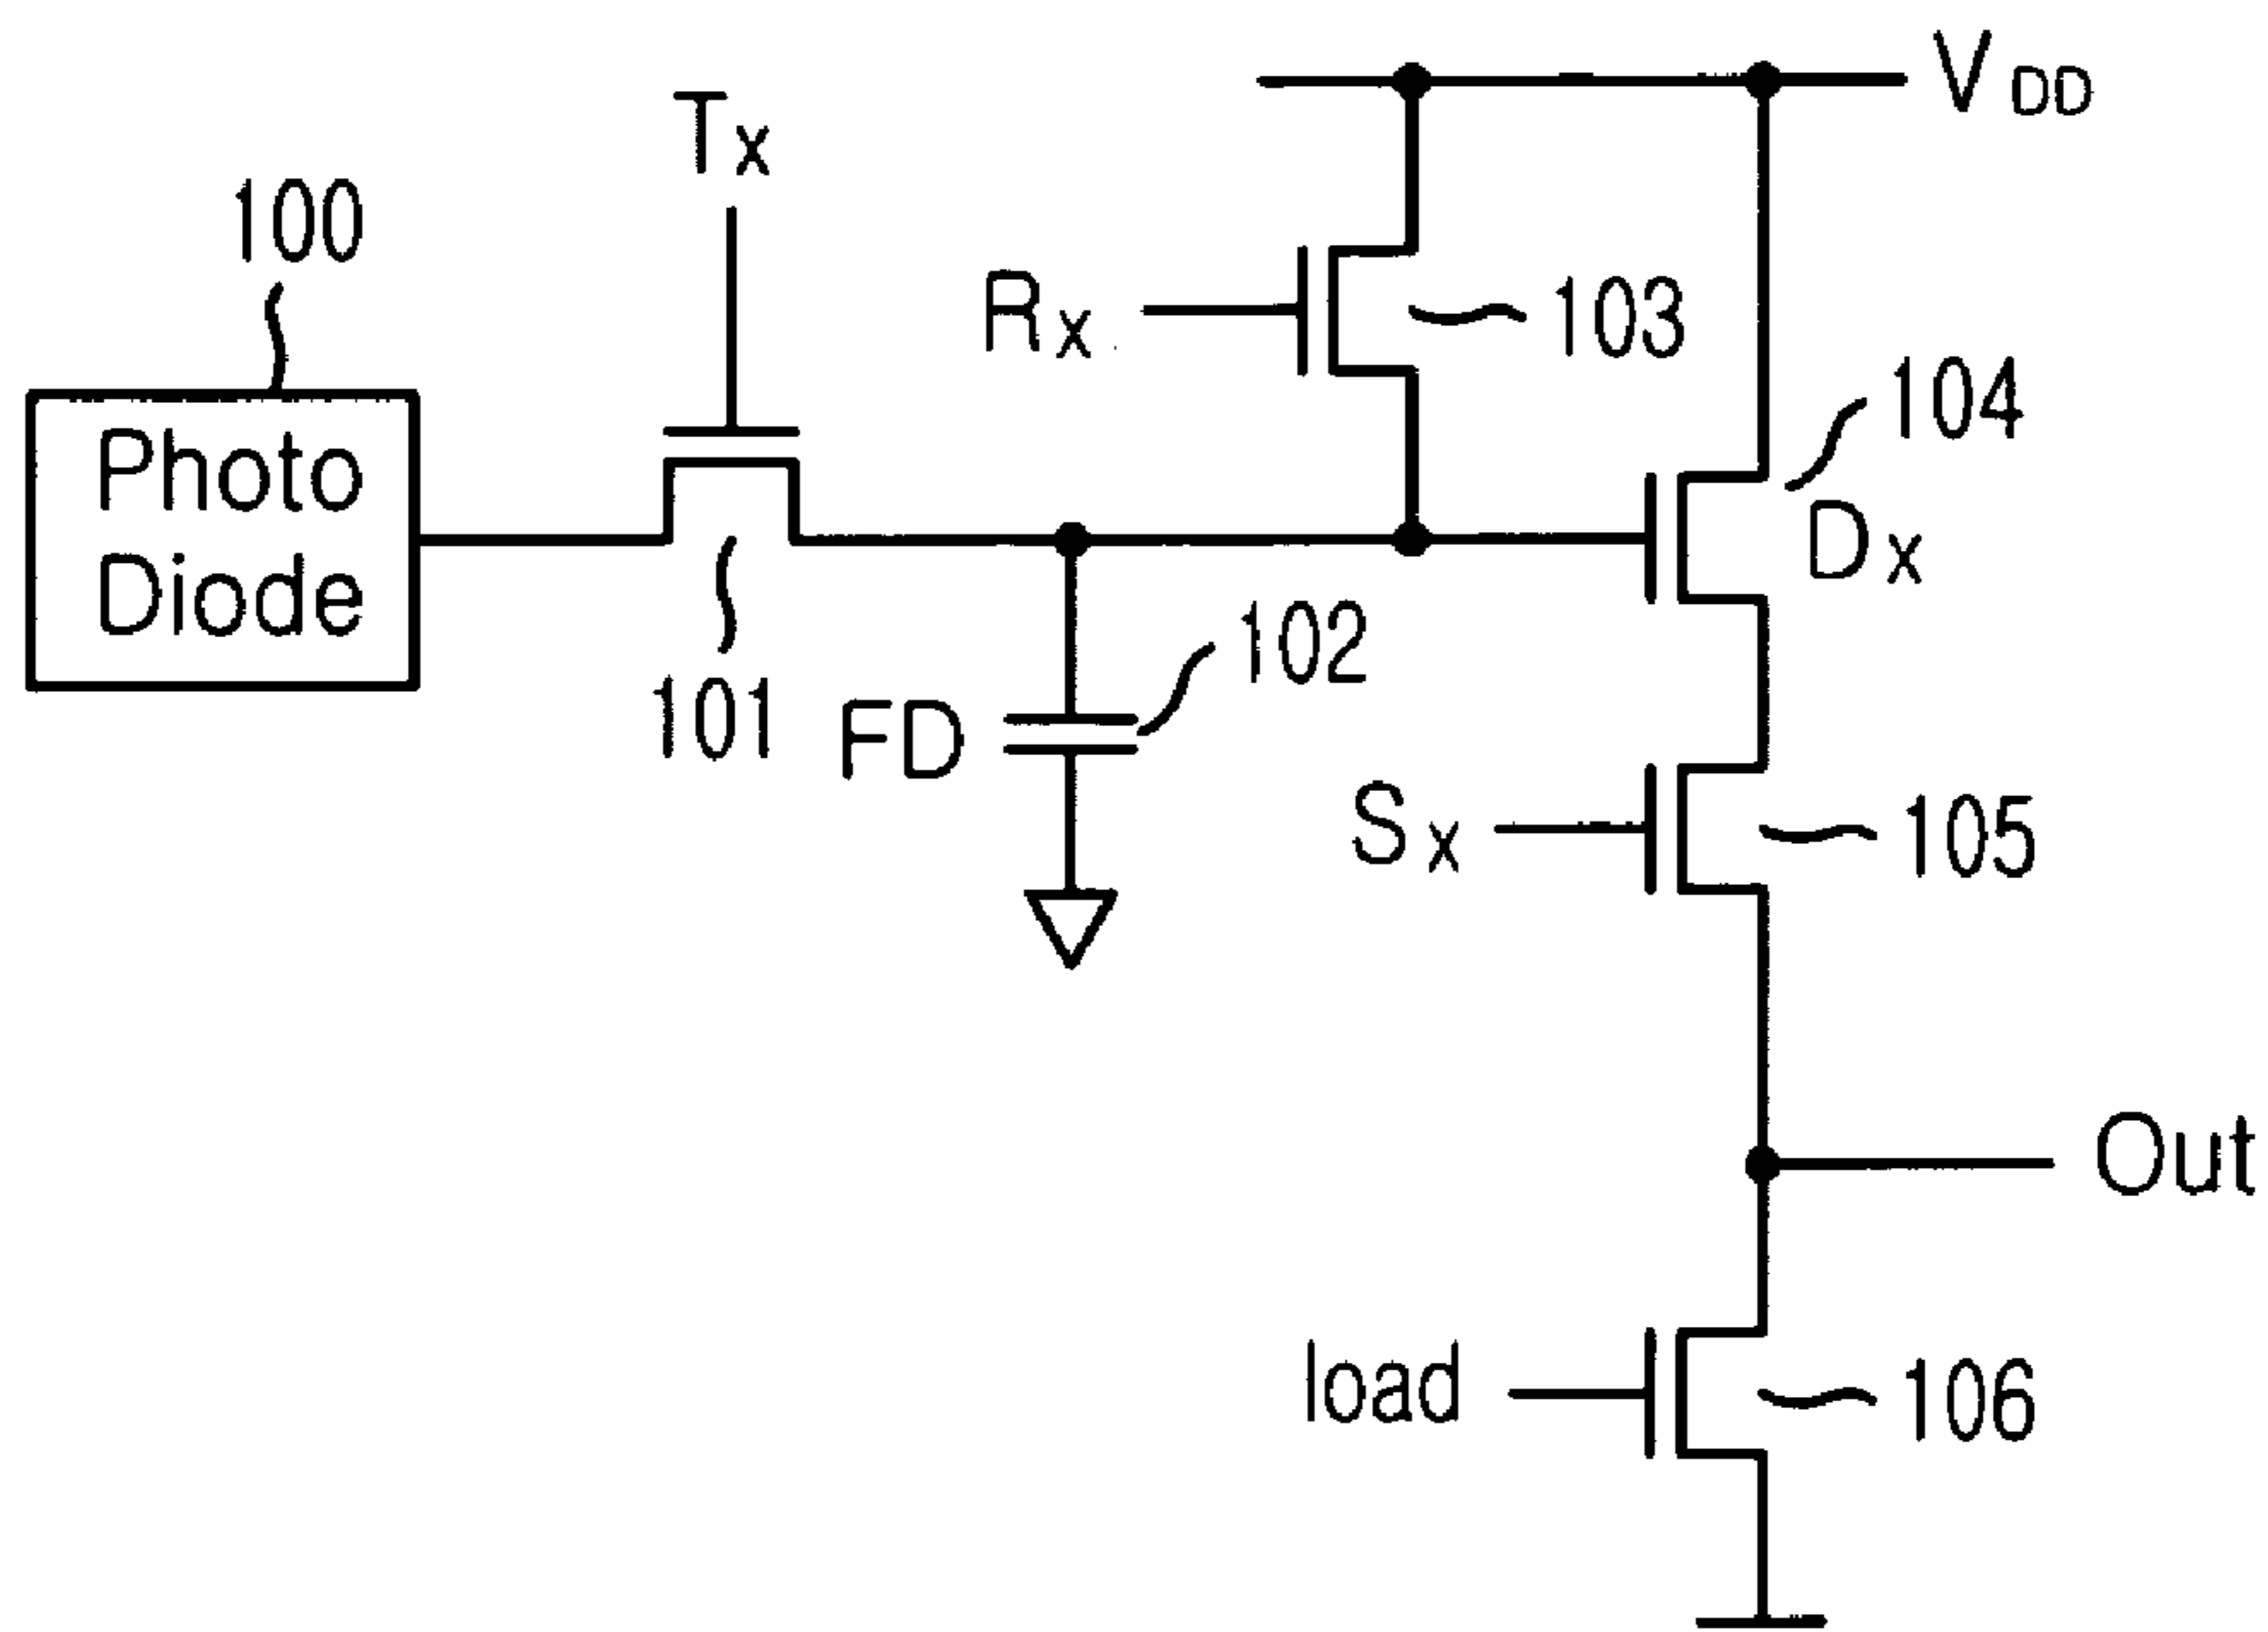 VDD
Tx
100
Rx
103
104
Photo
Diode
Dx
102
101
FD
Sx
105
Out
load
106